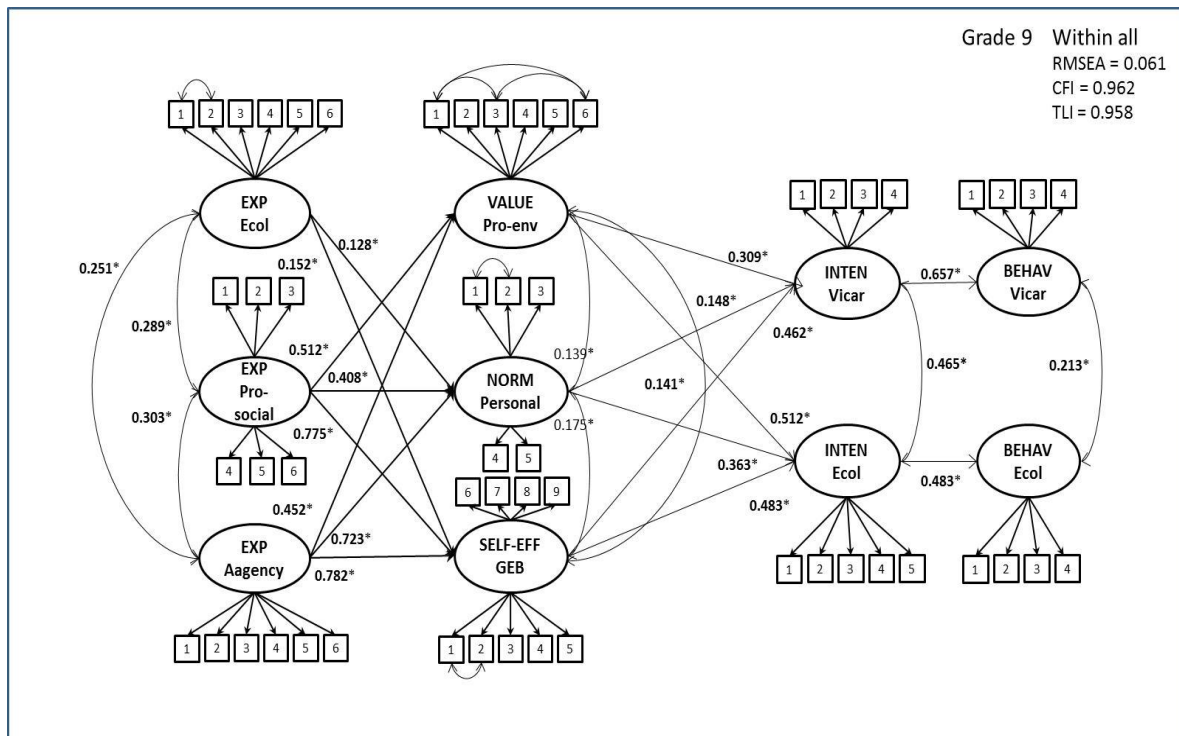 Grade 9 Within all
RMSEA = 0.061
CFI = 0.962
TLI = 0.958
1 2 3 4 5 6
1 2 3 4 5 6
EXP
Ecol
VALUE
Pro-env
1 2 3 4
1 2 3 4
0.128*
0.251*
0.152*
0.309*
INTEN
Vicar
0.657*
BEHAV
Vicar
1 2 3
1 2 3
0.148*
0.289*
0.462*
0.512*
0.139*
EXP
Pro-
social
0.408*
NORM
Personal
0.141*
0.465*
0.213*
0.303*
0.775*
0.175*
0.512*
4 5 6
4 5
0.363*
INTEN
Ecol
0.483*
BEHAV
Ecol
6 7 8 9
0.452*
0.483*
0.723*
EXP
Aagency
0.782*
SELF-EFF
GEB
1 2 3 4 5
1 2 3 4
1 2 3 4 5 6
1 2 3 4 5